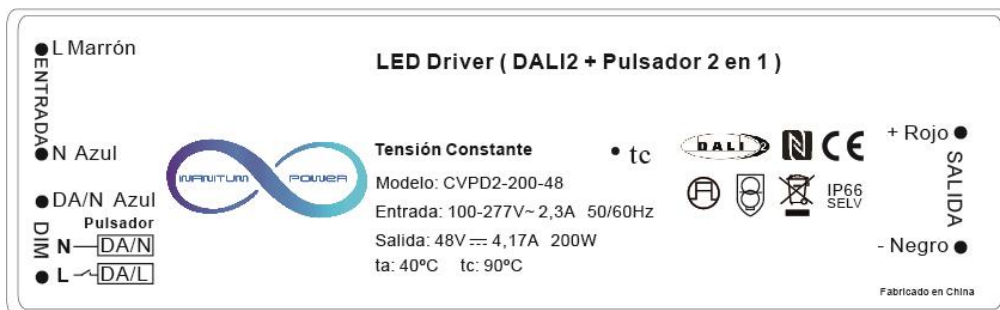 L Marrón
ENTRADA
N Azul
DA/N Azul
DIM
Pulsador
N DA/N
L DA/L
INFINITUM POWER
LED Driver ( DALI2 + Pulsador 2 en 1 )
Tensión Constante
Modelo: CVPD2-200-48
Entrada: 100-277V~ 2,3A 50/60Hz
Salida: 48V⎓ 4,17A 200W
ta: 40ºC tc: 90ºC
• tc
DALI 2
N CE
IP66
SELV
+ Rojo
SALIDA
- Negro
Fabricado en China